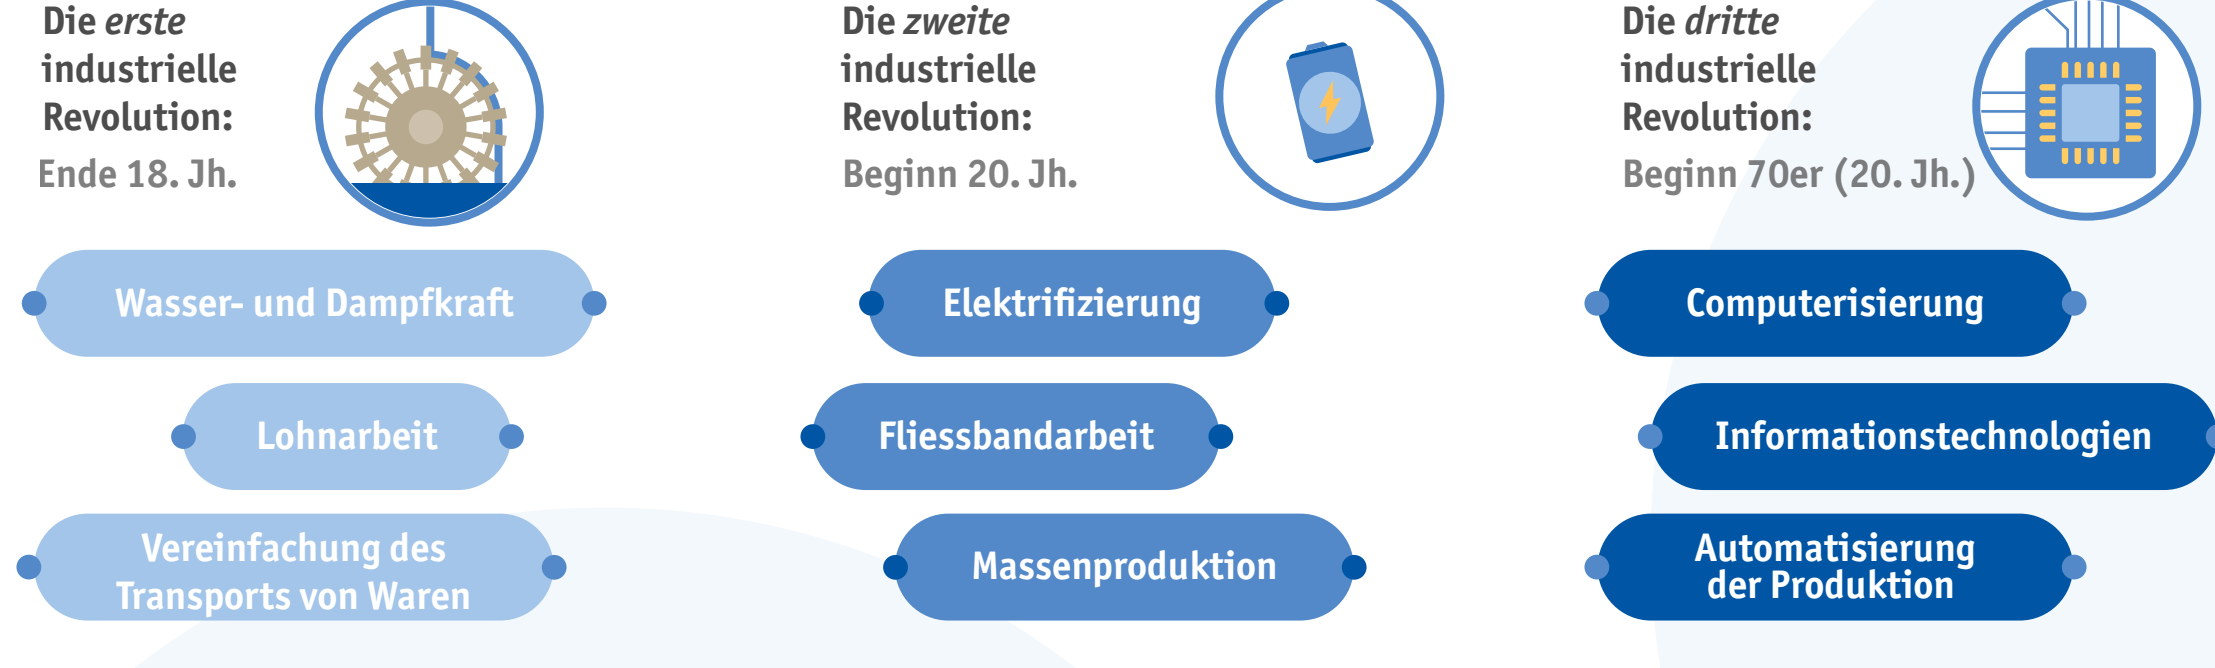 Die erste
industrielle
Revolution:
Ende 18. Jh.
Wasser- und Dampfkraft
Lohnarbeit
Vereinfachung des
Transports von Waren
Die zweite
industrielle
Revolution:
Beginn 20. Jh.
Elektrifizierung
Fliessbandarbeit
Massenproduktion
Die dritte
industrielle
Revolution:
Beginn 70er (20. Jh.)
Computerisierung
Informationstechnologien
Automatisierung
der Produktion